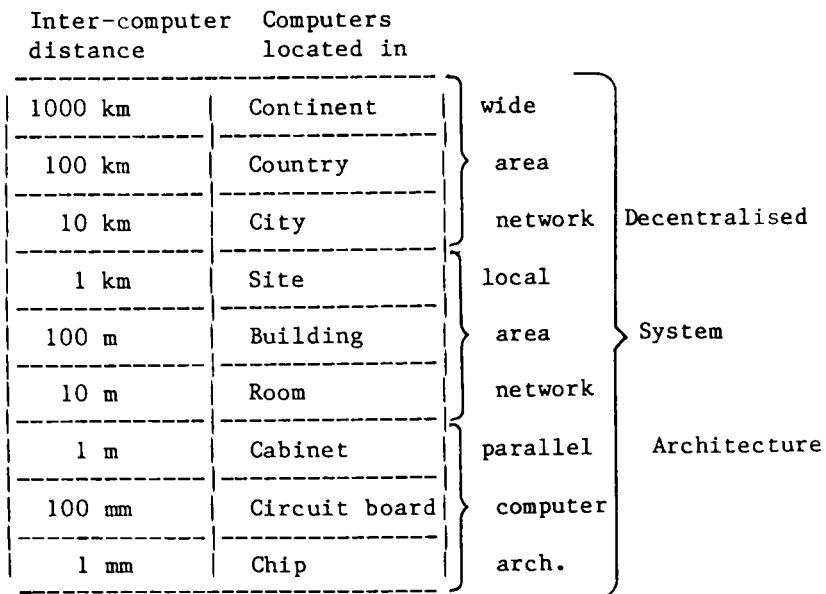 Inter-computer Computers
distance located in
1000 km Continent wide
100 km Country area
10 km City network Decentralised
1 km Site local
100 m Building area System
10 m Room network
1 m Cabinet parallel Architecture
100 mm Circuit board computer
1 mm Chip arch.